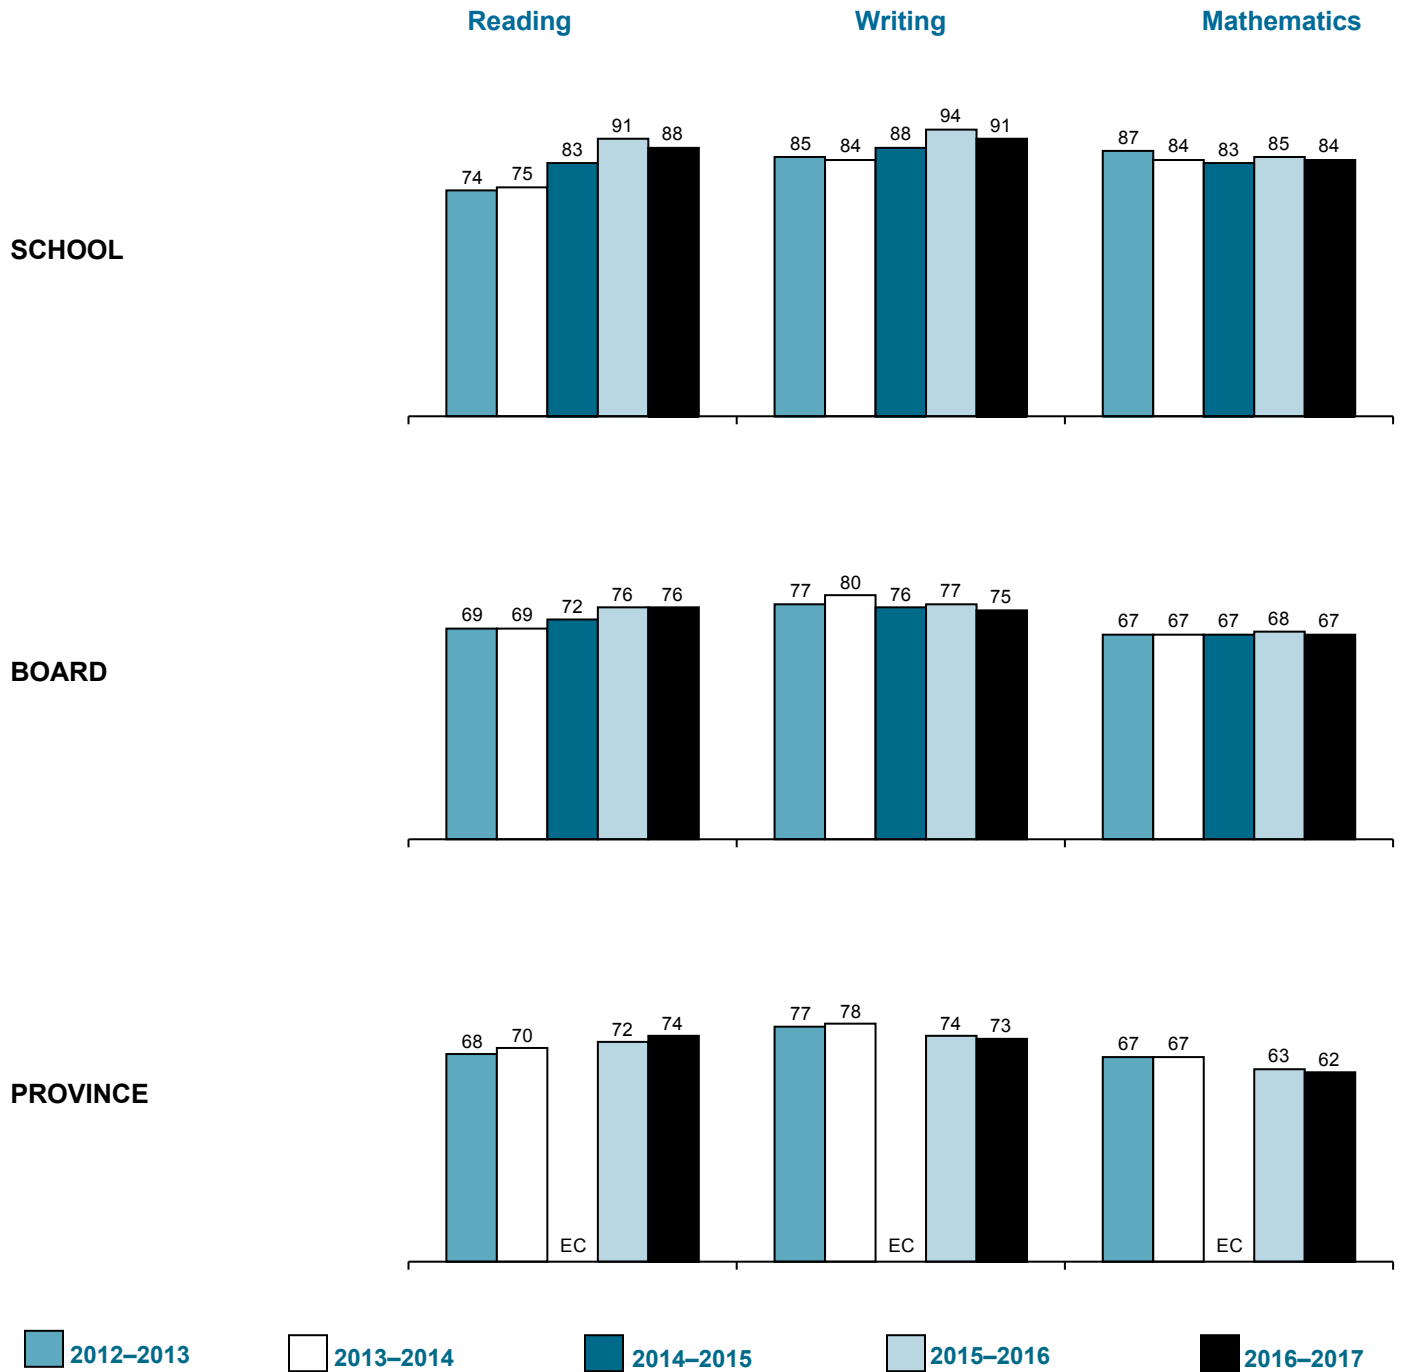 Reading Writing Mathematics
SCHOOL
74 75 83 91 88 85 84 88 94 91 87 84 83 85 84
BOARD
69 69 72 76 76 77 80 76 77 75 67 67 67 68 67
PROVINCE
68 70 EC 72 74 77 78 EC 74 73 67 67 EC 63 62
2012–2013 2013–2014 2014–2015 2015–2016 2016–2017